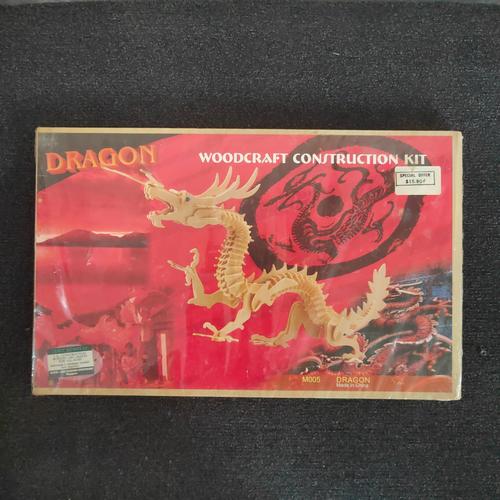 DRAGON
WOODCRAFT CONSTRUCTION KIT
SPECIAL OFFER
M005 DRAGON
Made in China